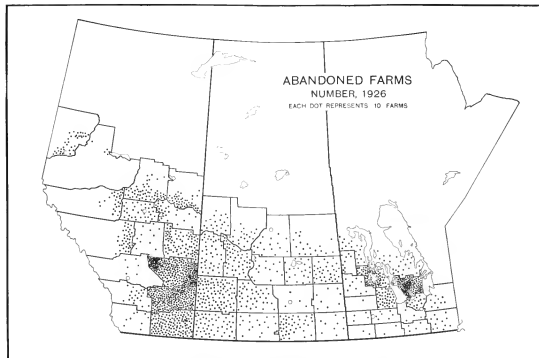 ABANDONED FARMS
NUMBER, 1926
EACH DOT REPRESENTS 10 FARMS